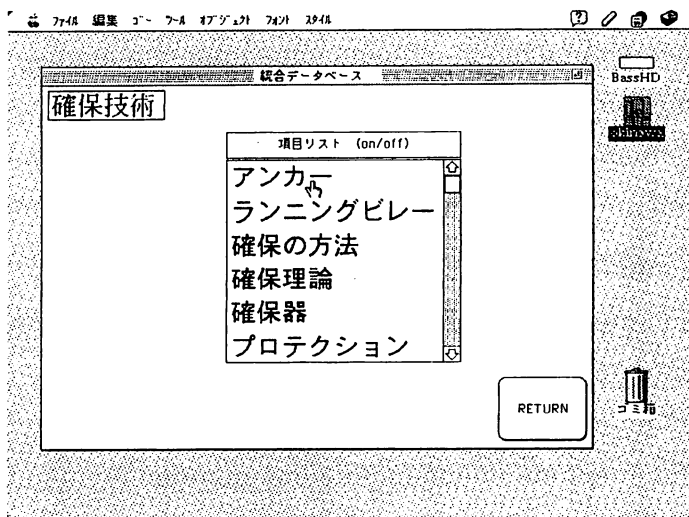 ファイル 編集 ゴー ツール オブジェクト フォント スタイル
統合データベース
BassHD
確保技術
項目リスト (on/off)
アンカー
ランニングビレー
確保の方法
確保理論
確保器
プロテクション
RETURN
ゴミ箱